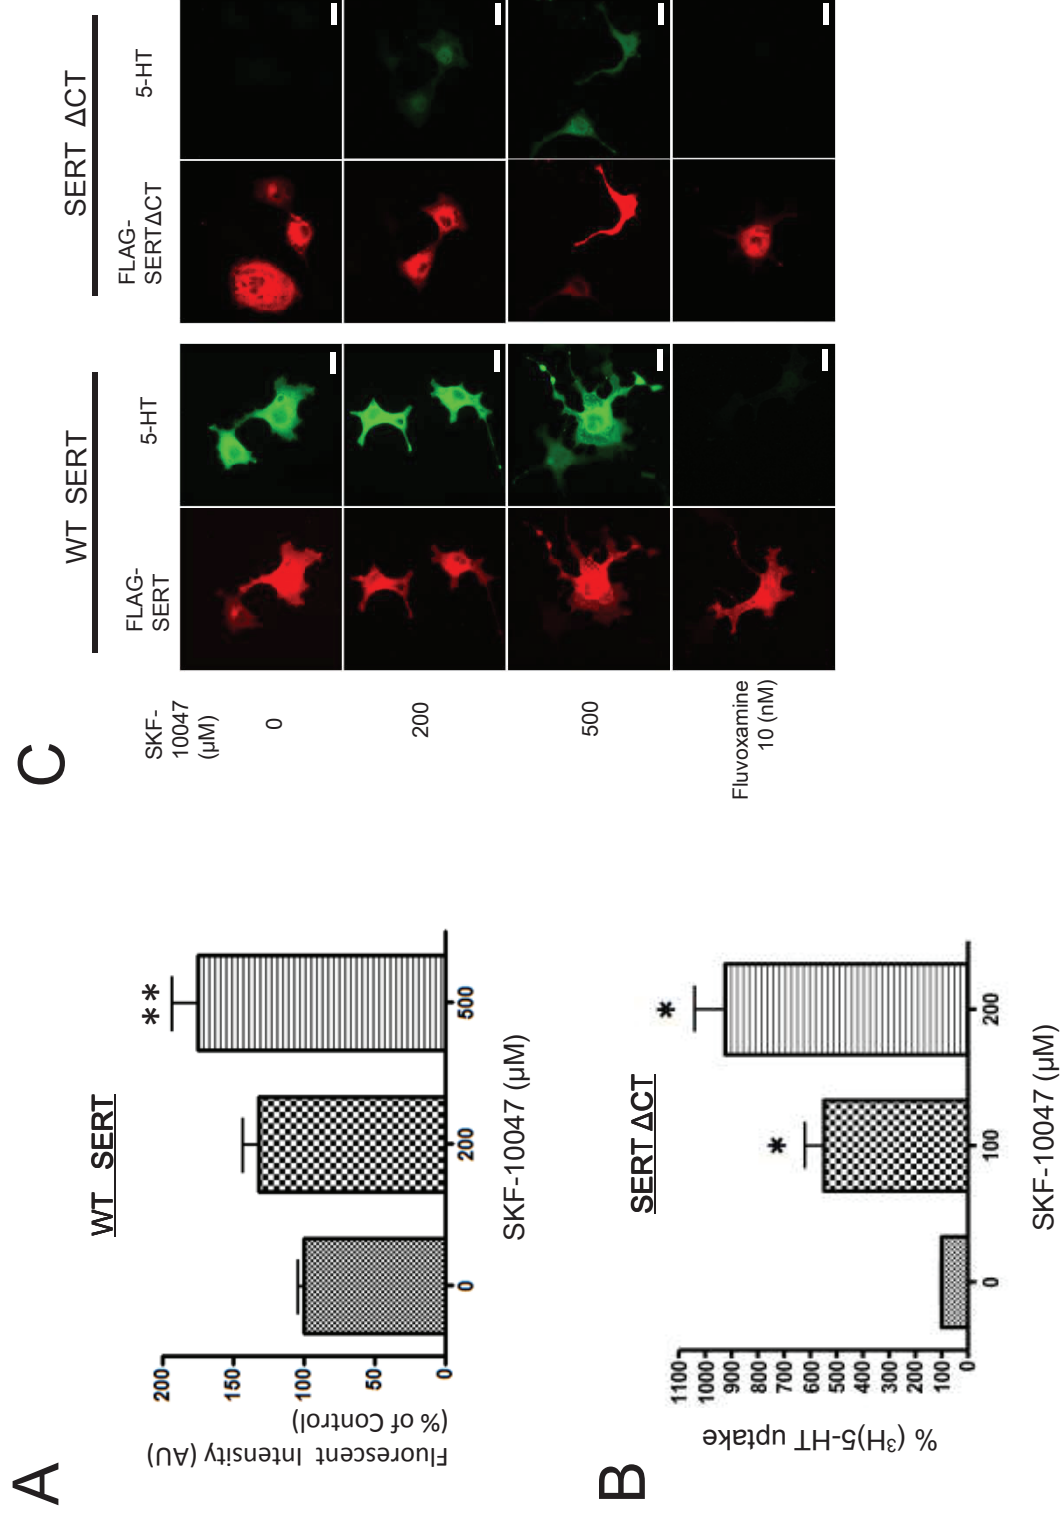 A
WT SERT
Fluorescent Intensity (AU)
(% of Control)
200
150
100
50
0
0
200
500
**
SKF-10047 (µM)
B
SERT ΔCT
% (³H)5-HT uptake
1100
1000
900
800
700
600
500
400
300
200
100
0
0
100
200
*
*
SKF-10047 (µM)
C
WT SERT
SERT ΔCT
SKF-
10047
(µM)
FLAG-
SERT
5-HT
FLAG-
SERTΔCT
5-HT
0
200
500
Fluvoxamine
10 (nM)